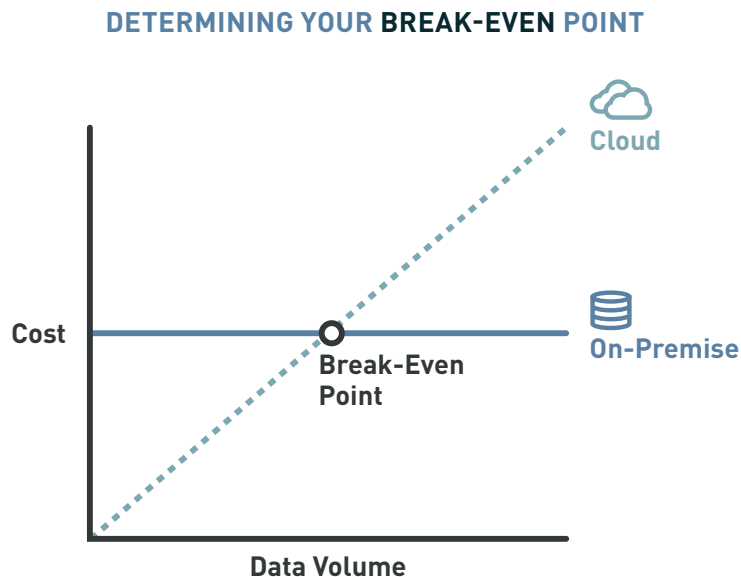 DETERMINING YOUR BREAK-EVEN POINT
Cloud
Cost
On-Premise
Break-Even
Point
Data Volume